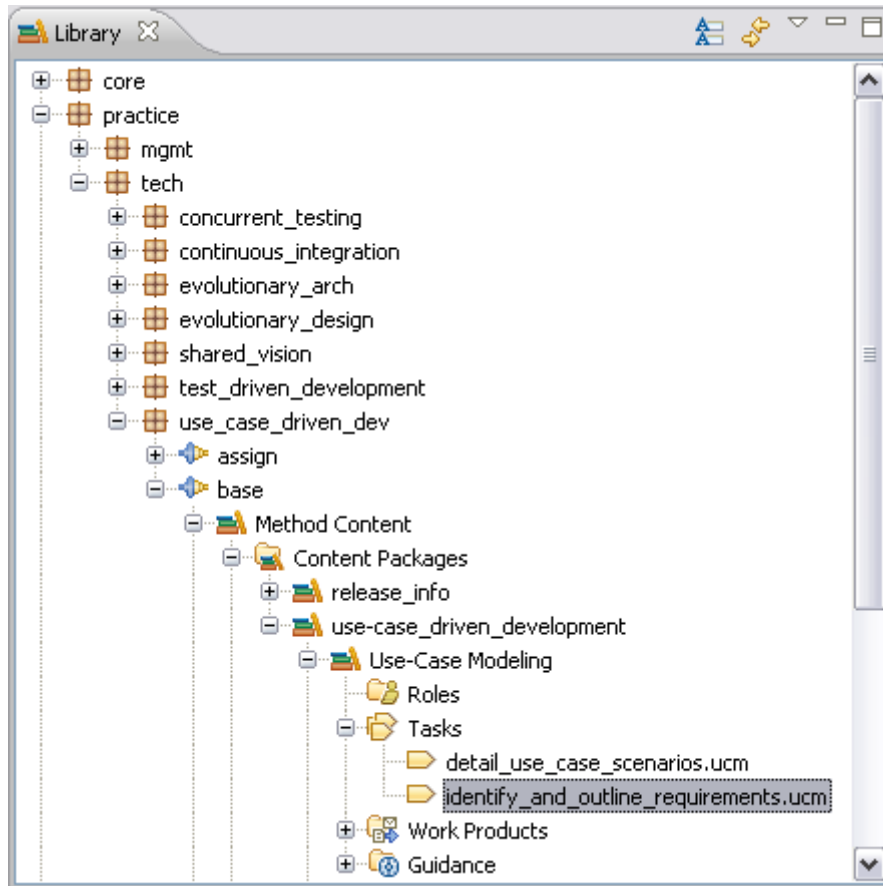 Library
core
practice
mgmt
tech
concurrent_testing
continuous_integration
evolutionary_arch
evolutionary_design
shared_vision
test_driven_development
use_case_driven_dev
assign
base
Method Content
Content Packages
release_info
use-case_driven_development
Use-Case Modeling
Roles
Tasks
detail_use_case_scenarios.ucm
identify_and_outline_requirements.ucm
Work Products
Guidance